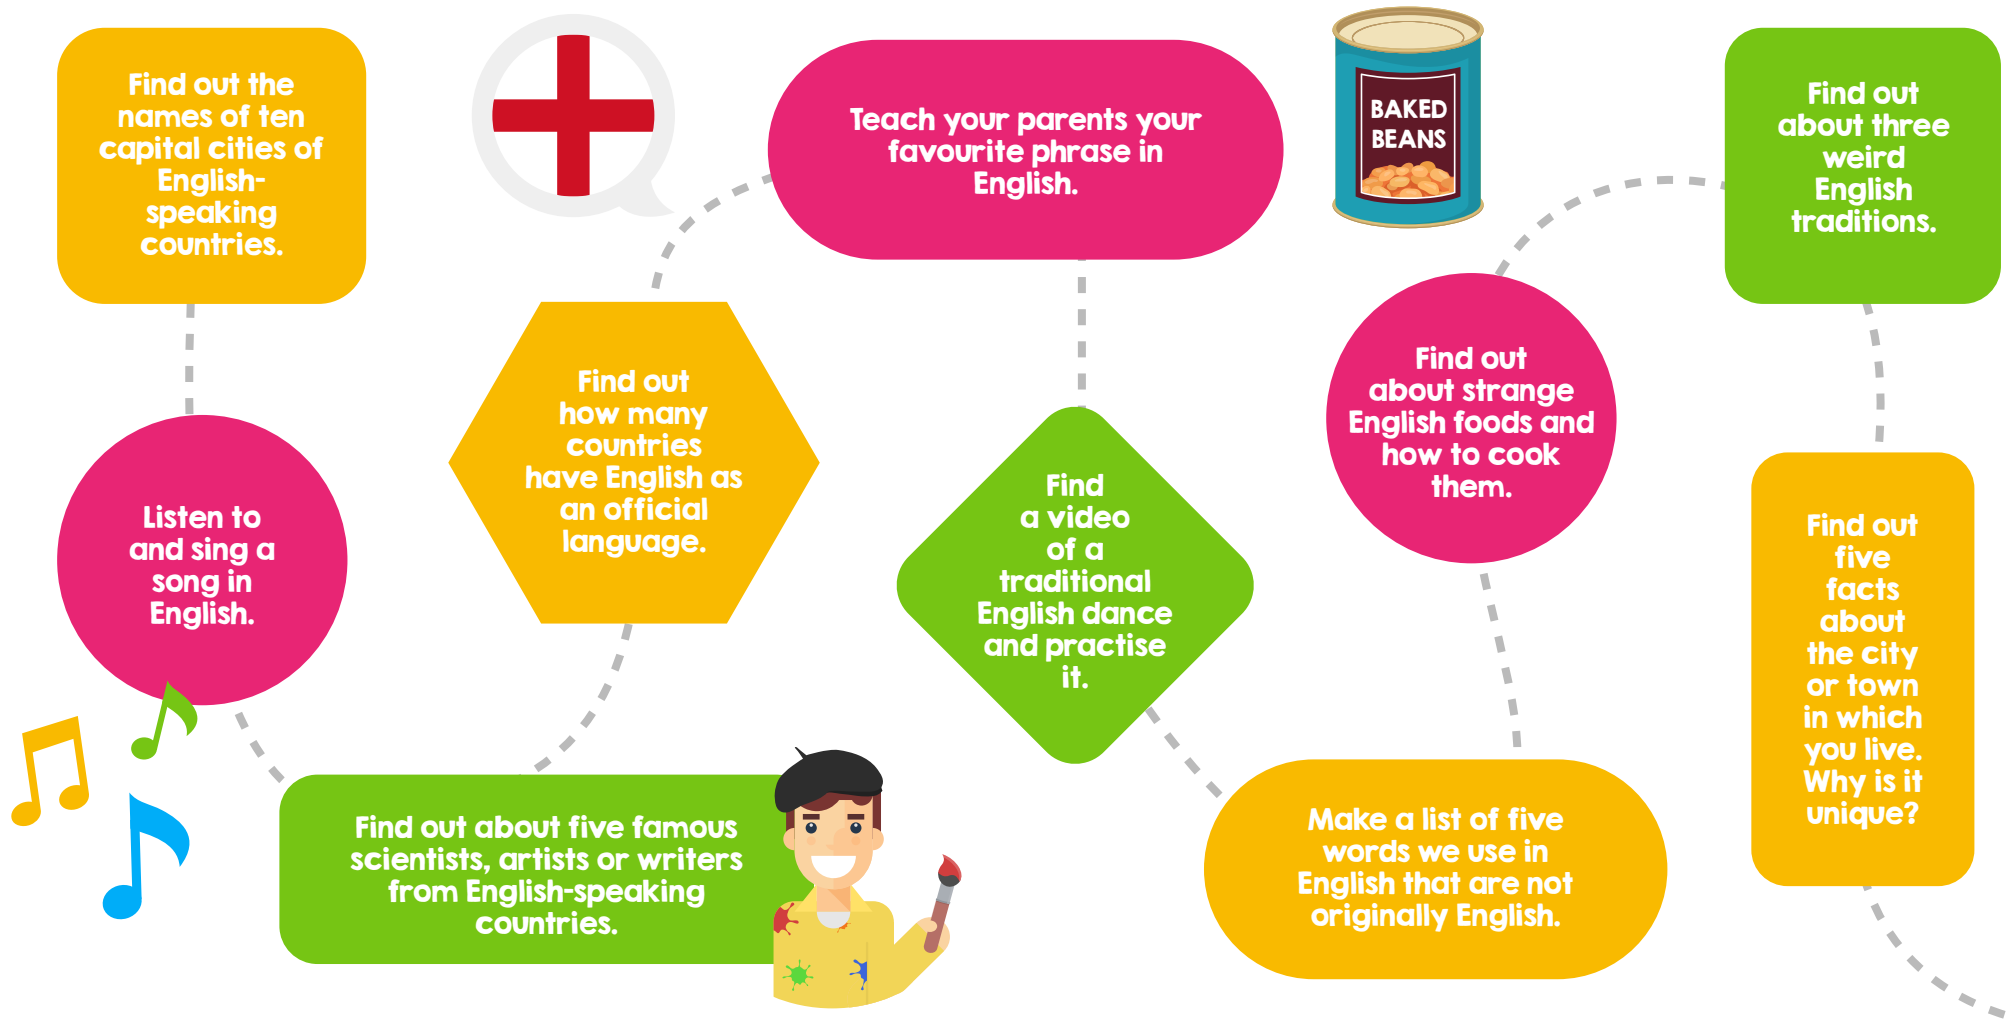 Find out the
names of ten
capital cities of
English-
speaking
countries.
Listen to
and sing a
song in
English.
Find out about five famous
scientists, artists or writers
from English-speaking
countries.
Find out
how many
countries
have English as
an official
language.
Teach your parents your
favourite phrase in
English.
Find
a video
of a
traditional
English dance
and practise
it.
Make a list of five
words we use in
English that are not
originally English.
Find out
about strange
English foods and
how to cook
them.
BAKED
BEANS
Find out
about three
weird
English
traditions.
Find out
five
facts
about
the city
or town
in which
you live.
Why is it
unique?